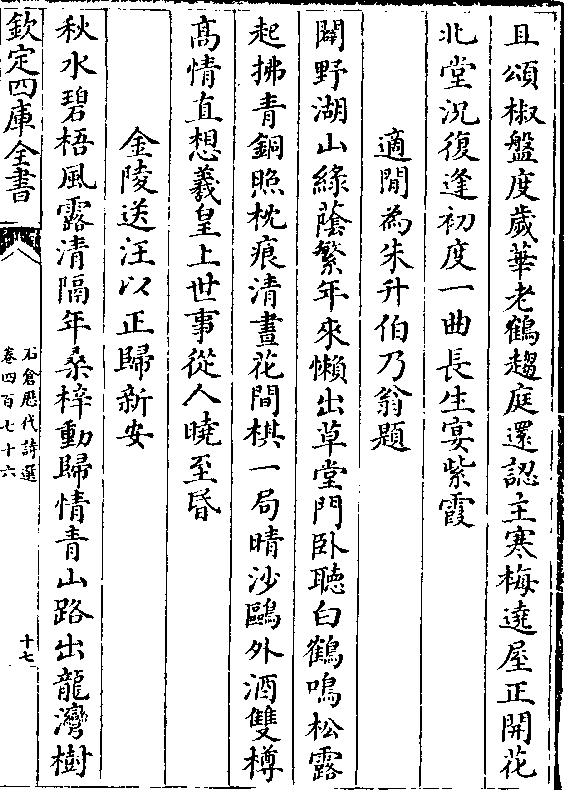 且頌椒盤度歲華老鶴趨庭還認主寒梅遶屋正開花
北堂況復逢初度一曲長生宴紫霞
適閒為朱升伯乃翁題
闢野湖山綠蔭繁年來懶出草堂門臥聽白鶴鳴松露
起拂青銅照枕痕清晝花間棋一局晴沙鷗外酒雙樽
髙情直想羲皇上世事從人曉至昏
金陵送汪以正歸新安
秋水碧梧風露清隔年桑梓動歸情青山路出龍灣樹
欽定四庫全書
石倉歴代詩選
卷四百七十六
十七